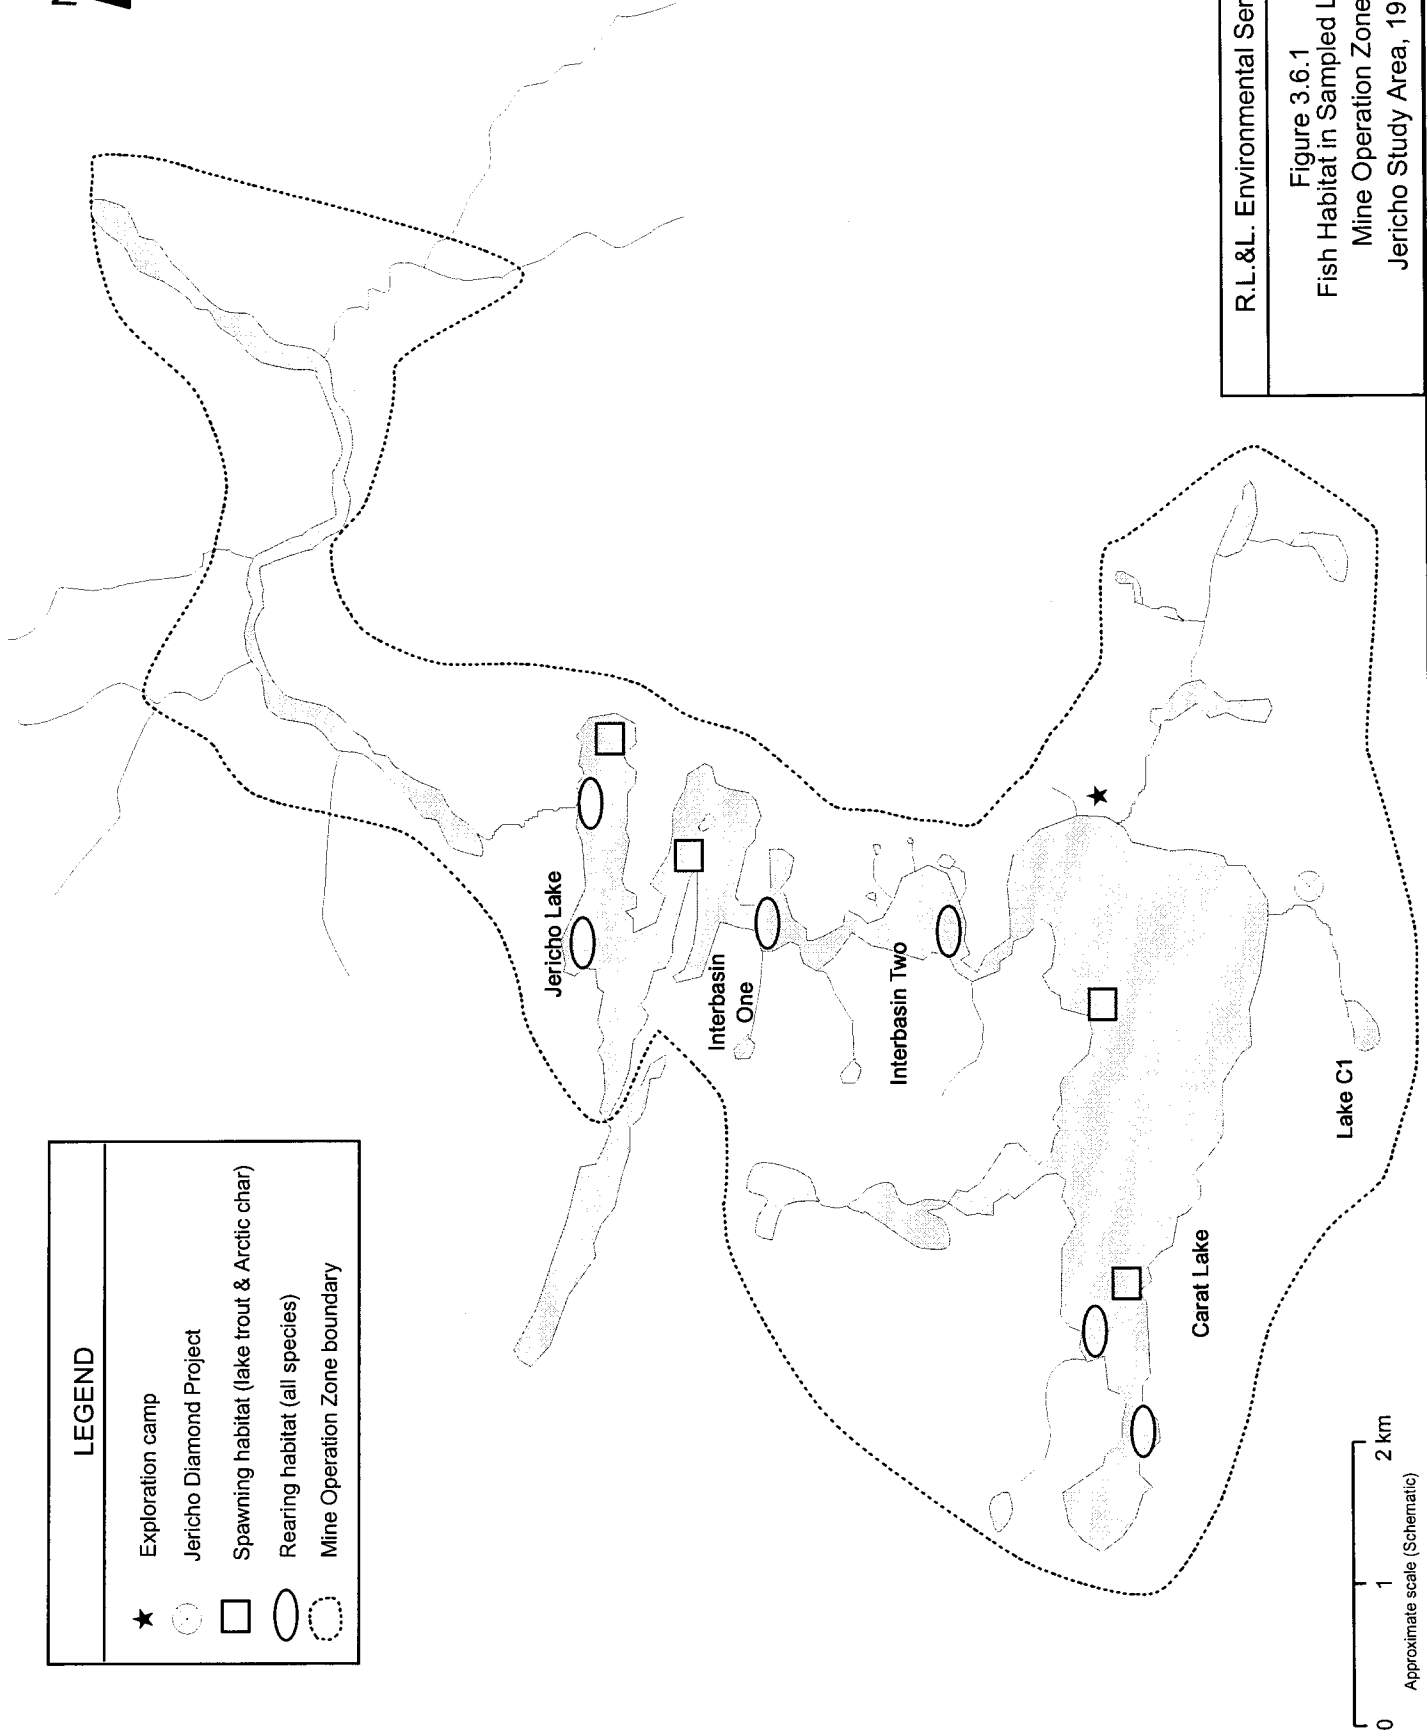 N
LEGEND
Exploration camp
Jericho Diamond Project
Spawning habitat (lake trout & Arctic char)
Rearing habitat (all species)
Mine Operation Zone boundary
Jericho Lake
Interbasin
One
Interbasin Two
Carat Lake
Lake C1
0 1 2 km
Approximate scale (Schematic)
R.L.&L. Environmental Ser
Figure 3.6.1
Fish Habitat in Sampled L
Mine Operation Zone
Jericho Study Area, 19